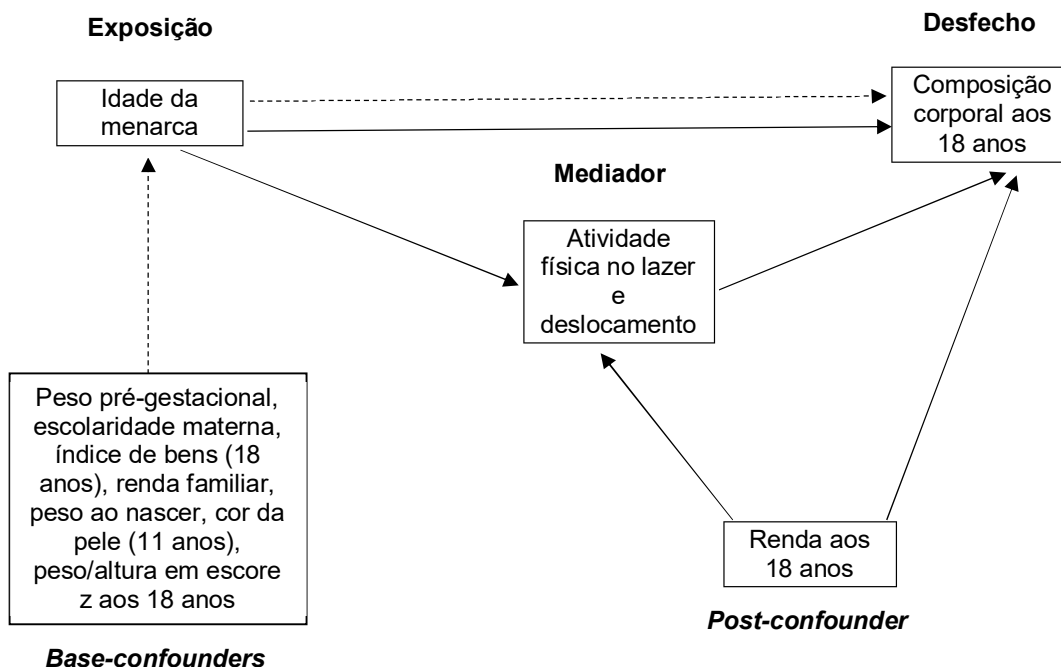 Exposição
Desfecho
Idade da
menarca
Composição
corporal aos
18 anos
Mediador
Atividade
física no lazer
e
deslocamento
Peso pré-gestacional,
escolaridade materna,
índice de bens (18
anos), renda familiar,
peso ao nascer, cor da
pele (11 anos),
peso/altura em escore
z aos 18 anos
Renda aos
18 anos
Post-confounder
Base-confounders